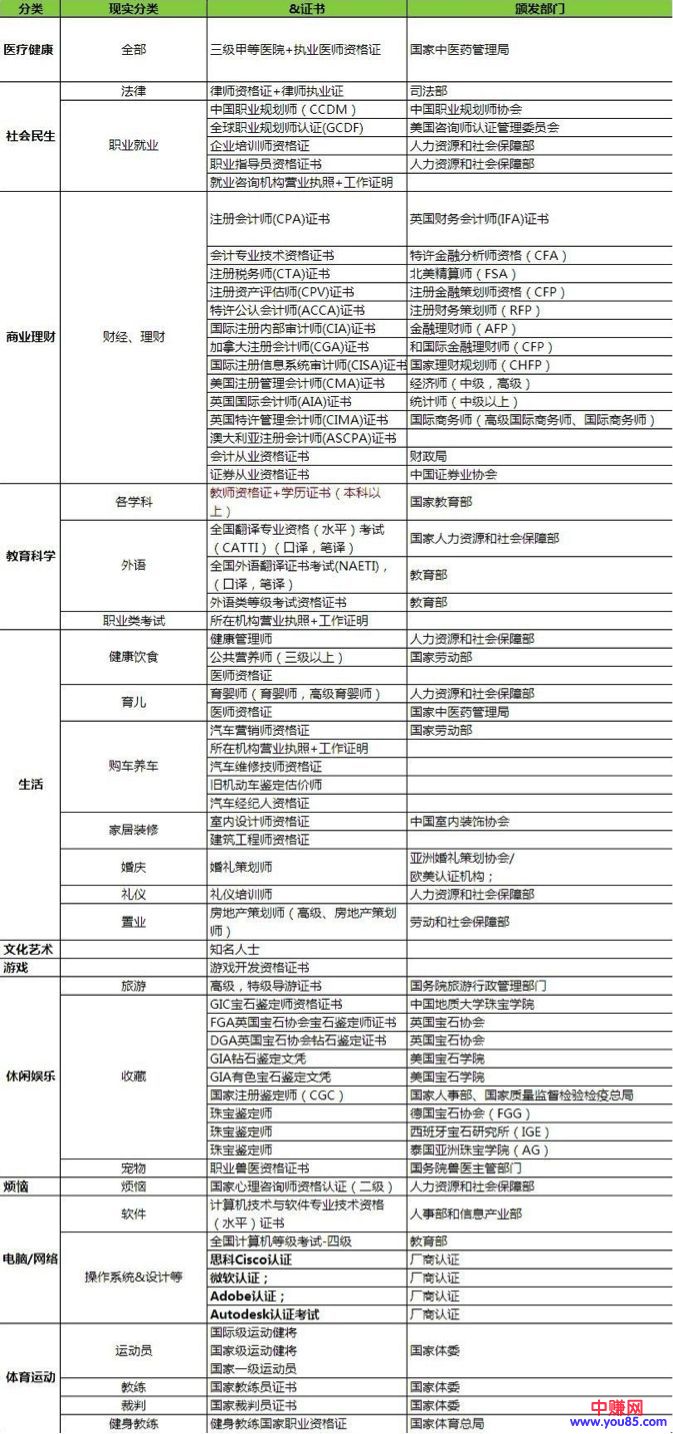 分类 现实分类 &证书 颁发部门
医疗健康 全部 三级甲等医院+执业医师资格证 国家中医药管理局
社会民生 法律 律师资格证+律师执业证 司法部
职业就业 中国职业规划师（CCDM） 中国职业规划师协会
全球职业规划师认证(GCDF) 美国咨询师认证管理委员会
企业培训师资格证 人力资源和社会保障部
职业指导员资格证书 人力资源和社会保障部
就业咨询机构营业执照+工作证明
商业理财 财经、理财 注册会计师(CPA)证书 英国财务会计师(IFA)证书
会计专业技术资格证书 特许金融分析师资格（CFA）
注册税务师(CTA)证书 北美精算师（FSA）
注册资产评估师(CPV)证书 注册金融策划师（CFP）
特许公认会计师(ACCA)证书 注册财务策划师（RFP）
国际注册内部审计师(CIA)证书 金融理财师（AFP）
加拿大注册会计师(CGA)证书 和国际金融理财师（CFP）
国际注册信息系统审计师(CISA)证书 国家理财规划师（CHFP）
美国注册管理会计师(CMA)证书 经济师（中级，高级）
英国国际会计师(AIA)证书 统计师（中级以上）
英国特许管理会计师(CIMA)证书 国际商务师（高级国际商务师、国际商务师）
澳大利亚注册会计师(ASCPA)证书
会计从业资格证书 财政局
证券从业资格证书 中国证券业协会
教育科学 各学科 教师资格证+学历证书（本科以
上） 国家教育部
外语 全国翻译专业资格（水平）考试
（CATTI）（口译，笔译） 国家人力资源和社会保障部
全国外语翻译证书考试(NAETI)，
（口译，笔译） 教育部
外语类等级考试资格证书 教育部
职业类考试 所在机构营业执照+工作证明
生活 健康饮食 健康管理师 人力资源和社会保障部
公共营养师（三级以上） 国家劳动部
医师资格证
育儿 育婴师（育婴师，高级育婴师） 人力资源和社会保障部
医师资格证 国家中医药管理局
购车养车 汽车营销师资格证 国家劳动部
所在机构营业执照+工作证明
汽车维修技师资格证
旧机动车鉴定估价师
汽车经纪人资格证
家居装修 室内设计师资格证 中国室内装饰协会
建筑工程师资格证
婚庆 婚礼策划师 亚洲婚礼策划协会/
欧美认证机构；
礼仪 礼仪培训师 人力资源和社会保障部
置业 房地产策划师（高级、房地产策划
师） 劳动和社会保障部
文化艺术 知名人士
游戏 游戏开发资格证书
休闲娱乐 旅游 高级，特级导游证书 国务院旅游行政管理部门
收藏 GIC宝石鉴定师资格证书 中国地质大学珠宝学院
FGA英国宝石协会宝石鉴定师证书 英国宝石协会
DGA英国宝石协会钻石鉴定证书 英国宝石协会
GIA钻石鉴定文凭 美国宝石学院
GIA有色宝石鉴定文凭 美国宝石学院
国家注册鉴定师（CGC） 国家人事部、国家质量监督检验检疫总局
珠宝鉴定师 德国宝石协会（FGG）
珠宝鉴定师 西班牙宝石研究所（IGE）
珠宝鉴定师 泰国亚洲珠宝学院（AG）
宠物 职业兽医资格证书 国务院兽医主管部门
烦恼 烦恼 国家心理咨询师资格认证（二级） 人力资源和社会保障部
电脑/网络 软件 计算机技术与软件专业技术资格
（水平）证书 人事部和信息产业部
操作系统&设计等 全国计算机等级考试-四级 教育部
思科Cisco认证 厂商认证
微软认证； 厂商认证
Adobe认证； 厂商认证
Autodesk认证考试 厂商认证
体育运动 运动员 国际级运动健将
国家级运动健将 国家体委
国家一级运动员
教练 国家教练员证书 国家体委
裁判 国家裁判员证书 国家体委
健身教练 健身教练国家职业资格证 国家体育总局
中赚网
www.you85.com